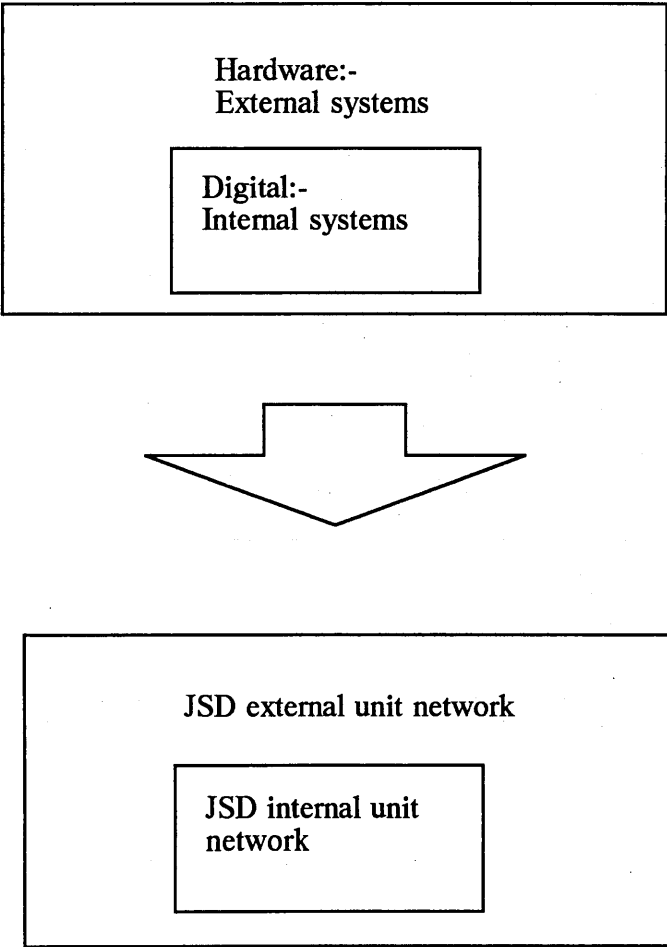 Hardware:-
External systems
Digital:-
Internal systems
JSD external unit network
JSD internal unit
network